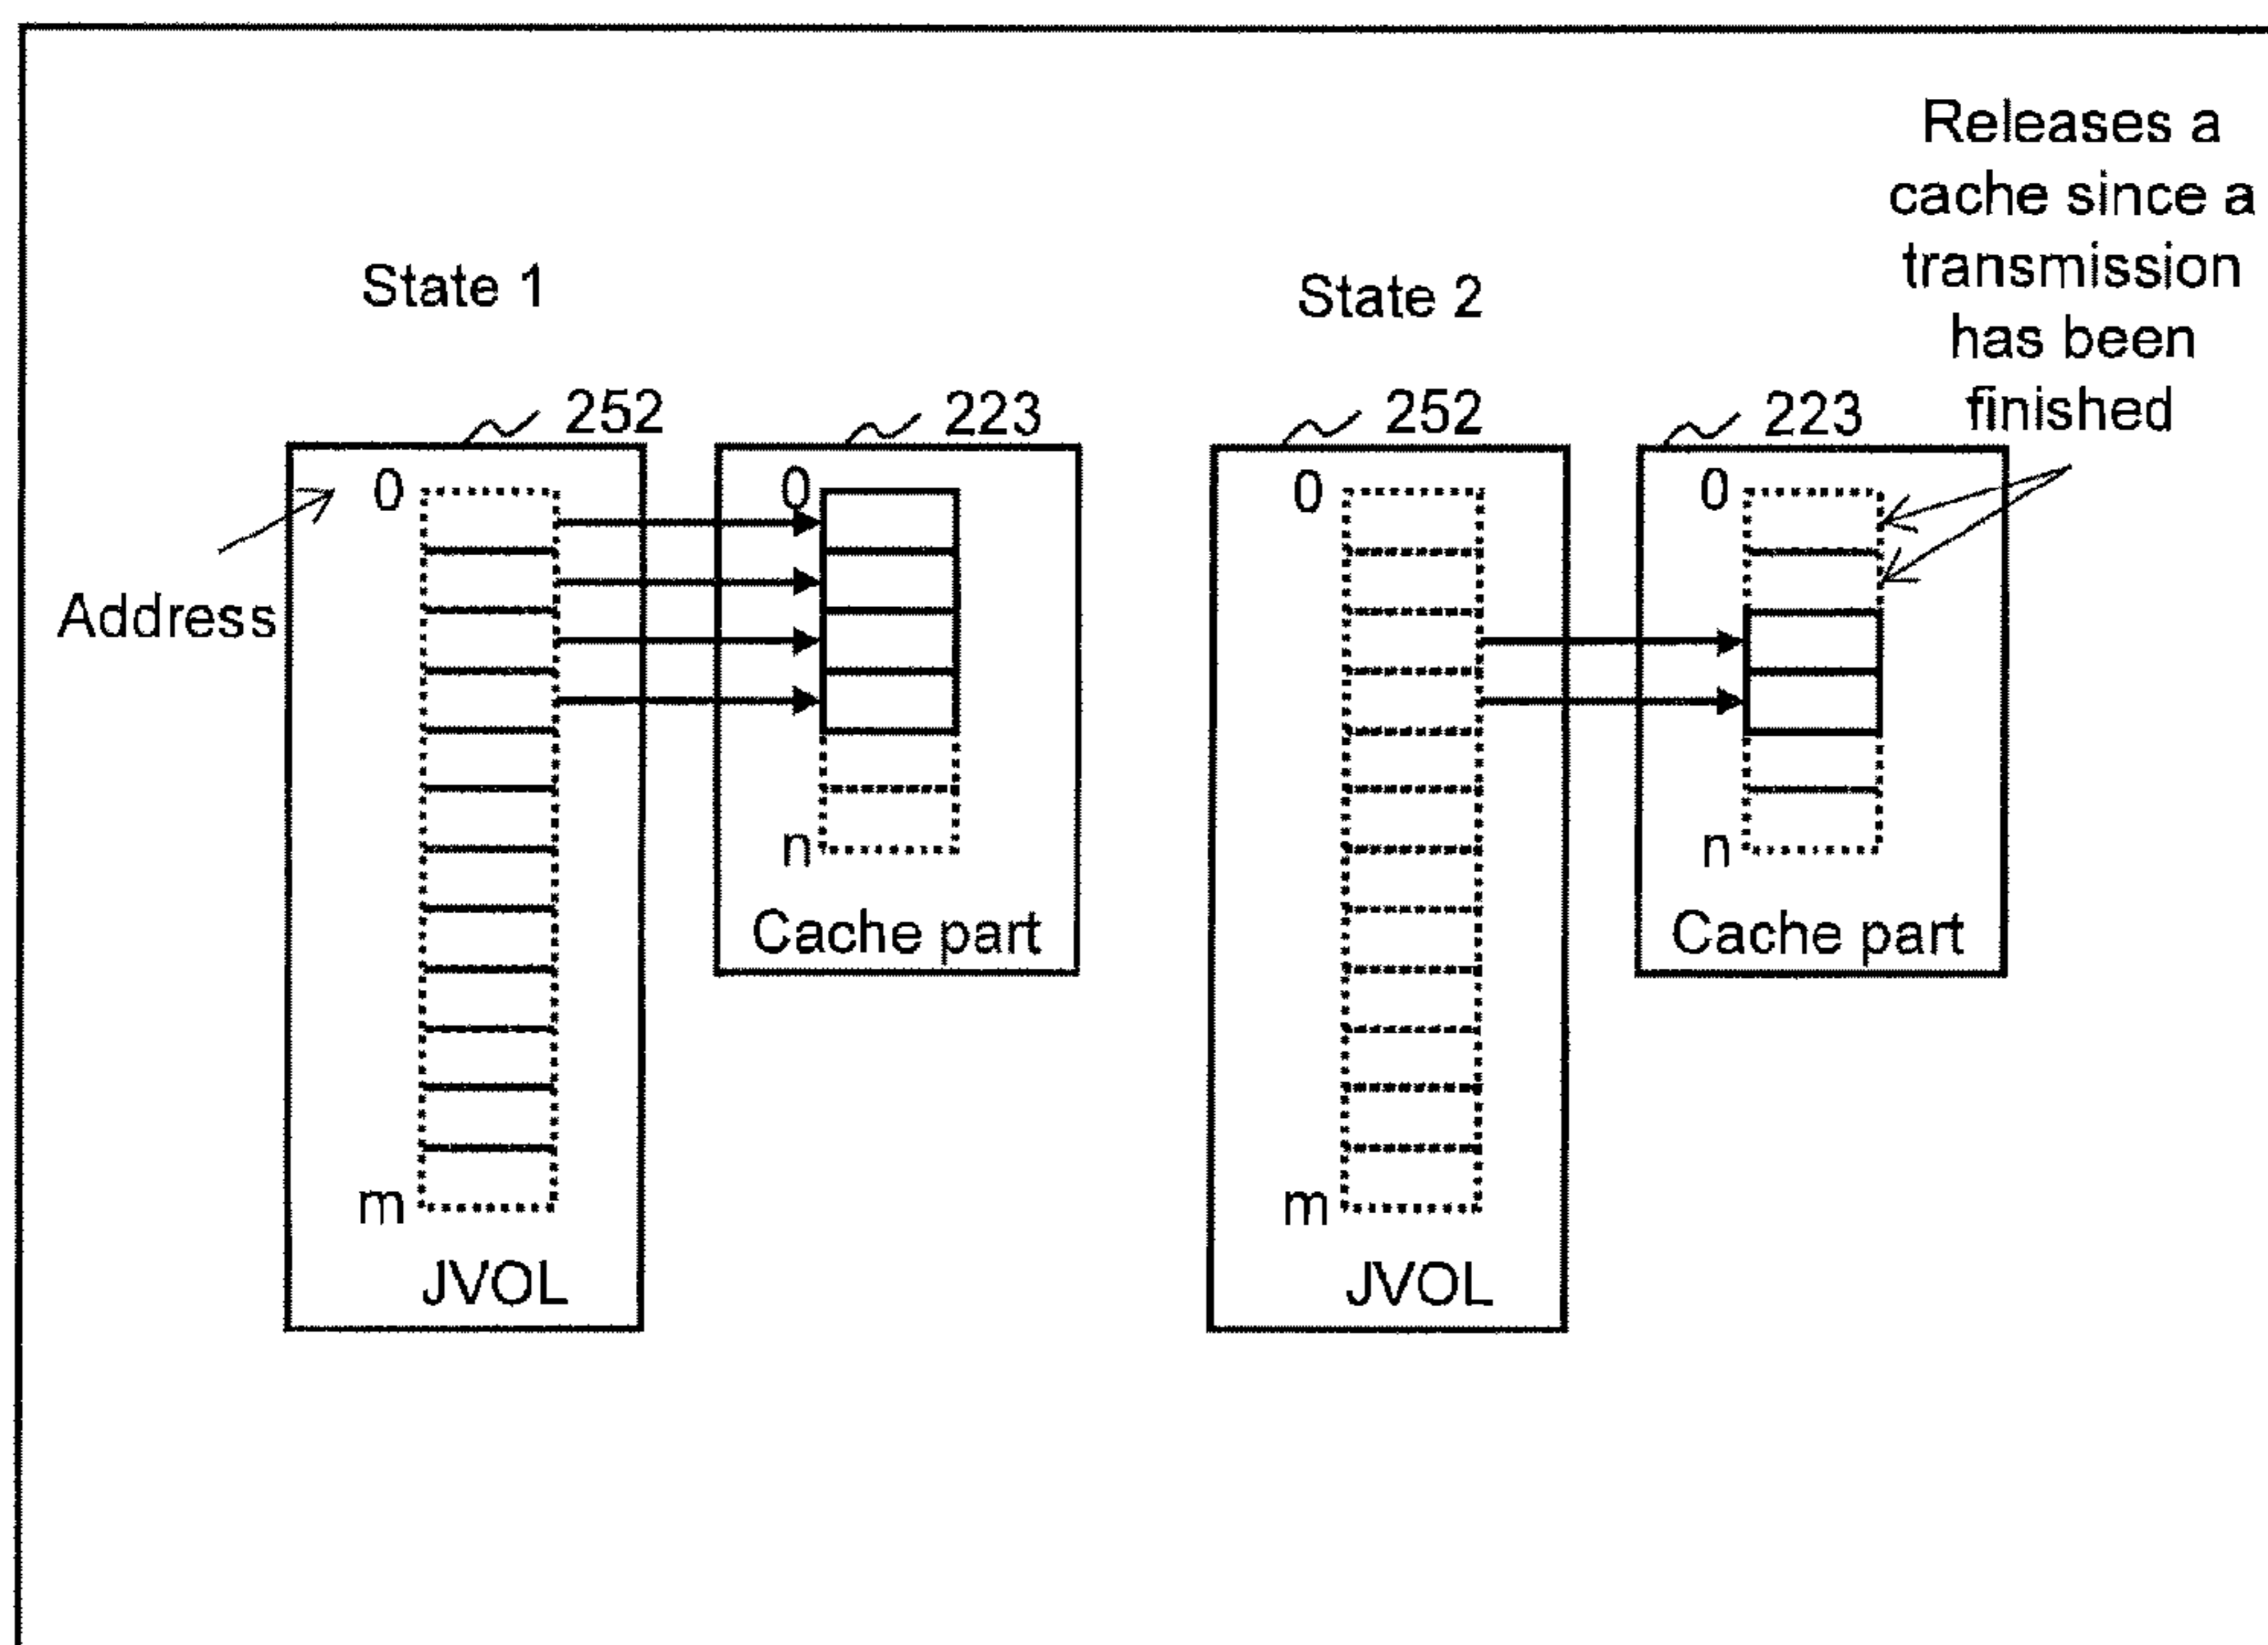 Releases a
cache since a
transmission
has been
finished
State 1
State 2
252
223
252
223
Address
0
0
0
0
n
n
Cache part
Cache part
m
m
JVOL
JVOL